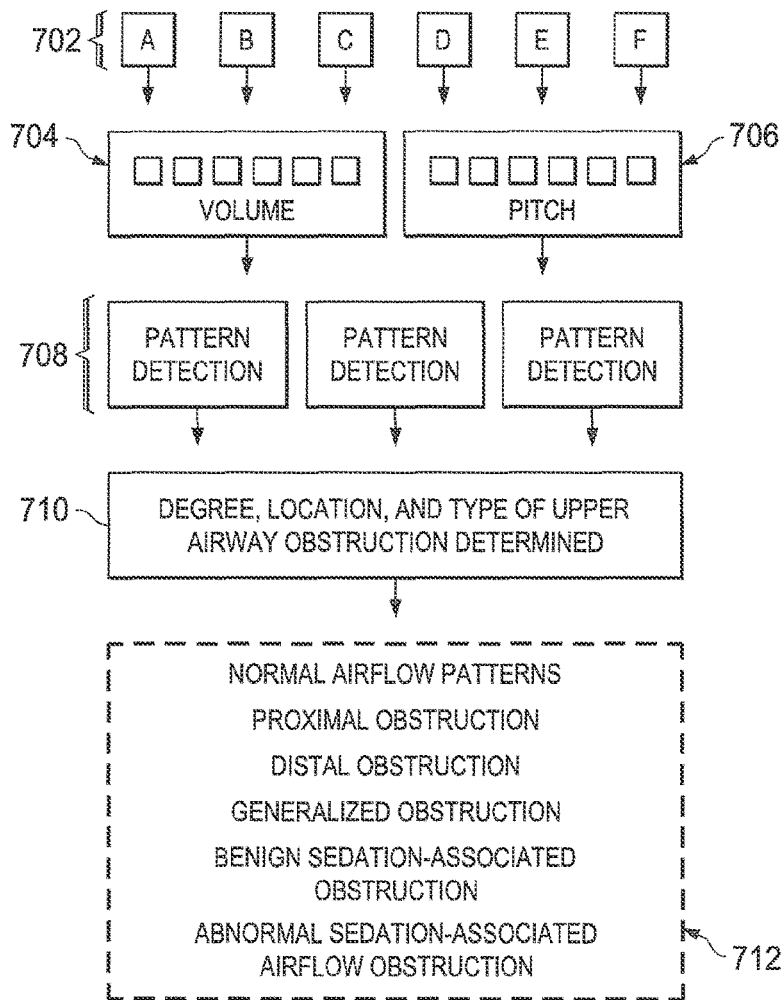 702 A B C D E F
704 706
VOLUME PITCH
708
PATTERN PATTERN PATTERN
DETECTION DETECTION DETECTION
710
DEGREE, LOCATION, AND TYPE OF UPPER
AIRWAY OBSTRUCTION DETERMINED
NORMAL AIRFLOW PATTERNS
PROXIMAL OBSTRUCTION
DISTAL OBSTRUCTION
GENERALIZED OBSTRUCTION
BENIGN SEDATION-ASSOCIATED
OBSTRUCTION
ABNORMAL SEDATION-ASSOCIATED
AIRFLOW OBSTRUCTION
712